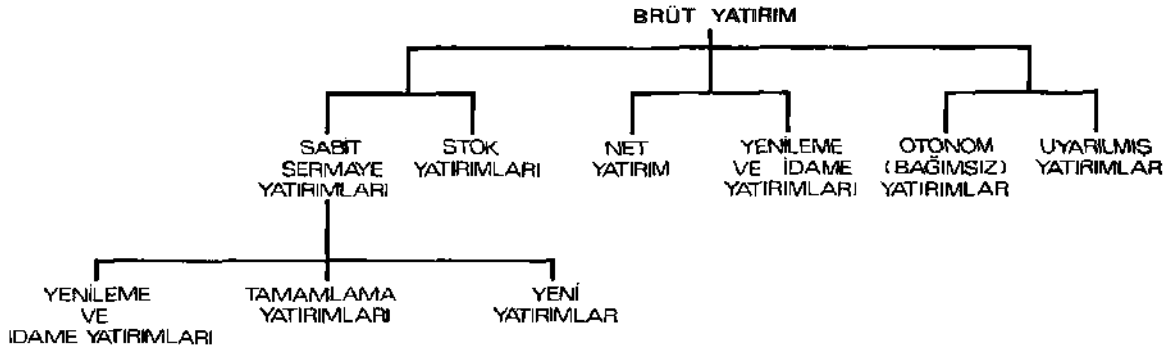 BRÜT YATIRIM
SABİT
SERMAYE
YATIRIMLARI
STOK
YATIRIMLARI
NET
YATIRIM
YENİLEME
VE İDAME
YATIRIMLARI
OTONOM
(BAĞIMSIZ)
YATIRIMLAR
UYARILMIŞ
YATIRIMLAR
YENİLEME
VE
İDAME YATIRIMLARI
TAMAMLAMA
YATIRIMLARI
YENİ
YATIRIMLAR